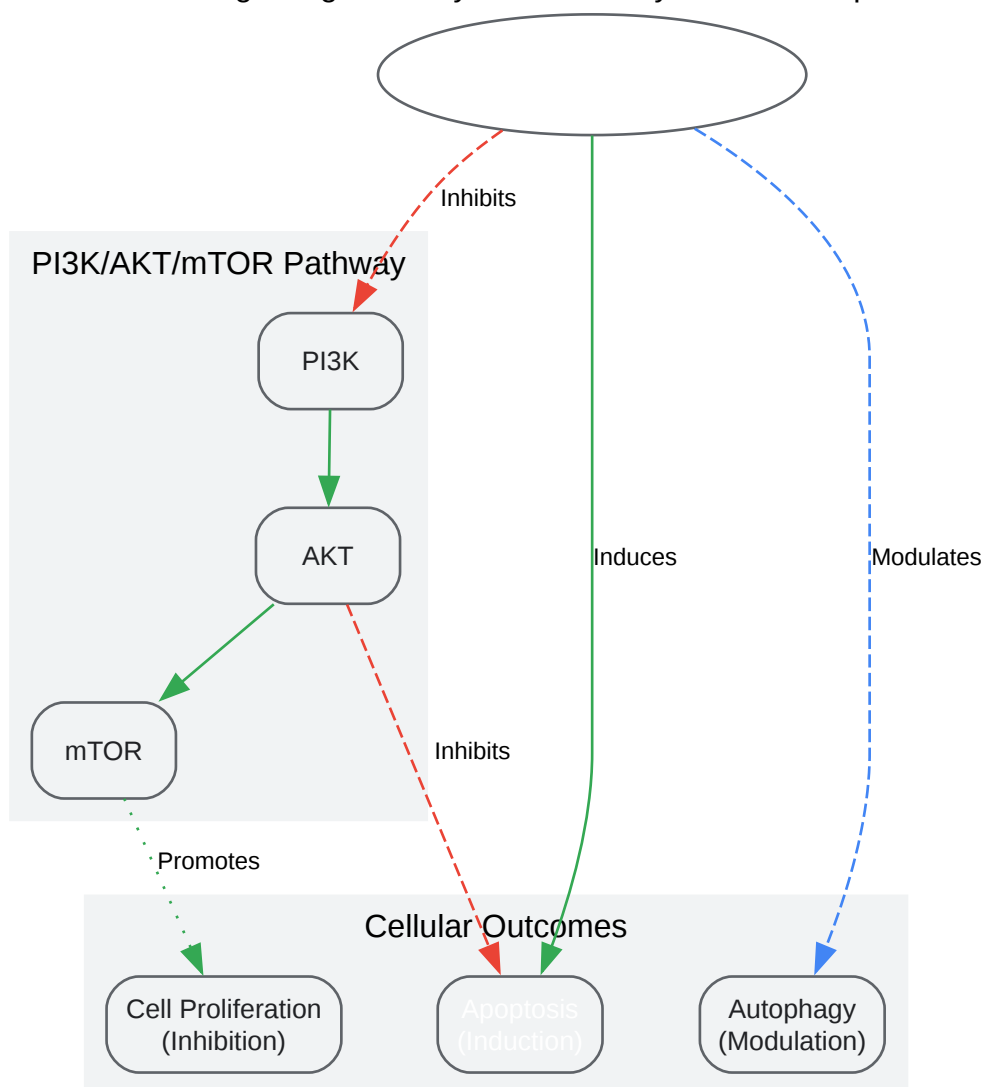 Inhibits
PI3K/AKT/mTOR Pathway
PI3K
AKT
Induces
Modulates
mTOR
Inhibits
Promotes
Cellular Outcomes
Cell Proliferation
(Inhibition)
Apoptosis
(Induction)
Autophagy
(Modulation)